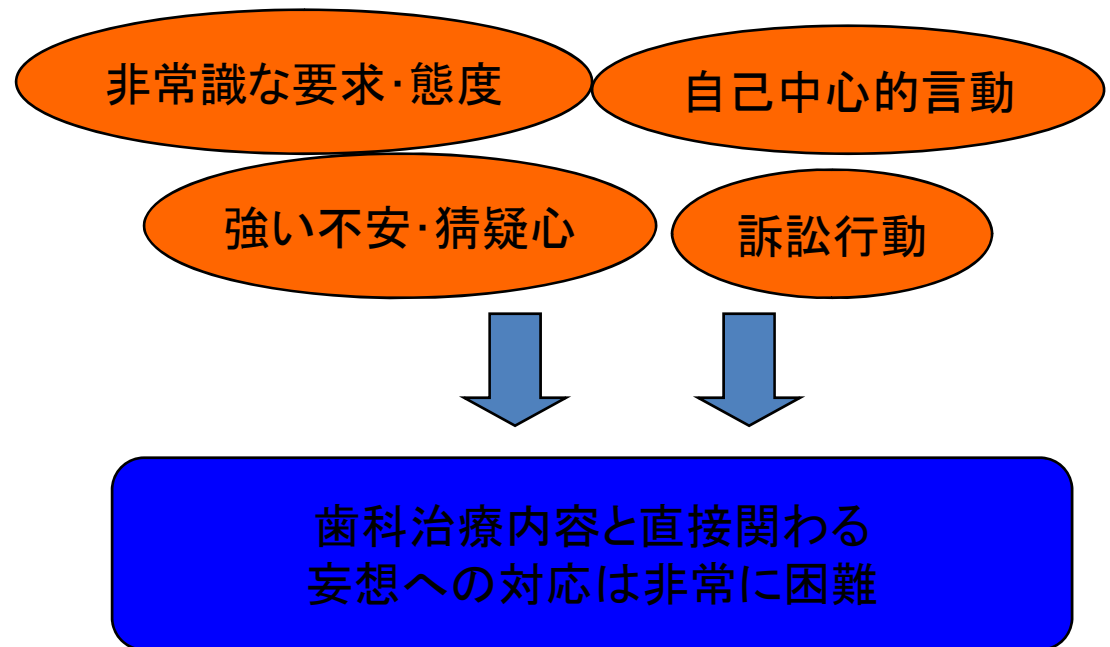 非常識な要求･態度
自己中心的言動
強い不安･猜疑心
訴訟行動
歯科治療内容と直接関わる
妄想への対応は非常に困難